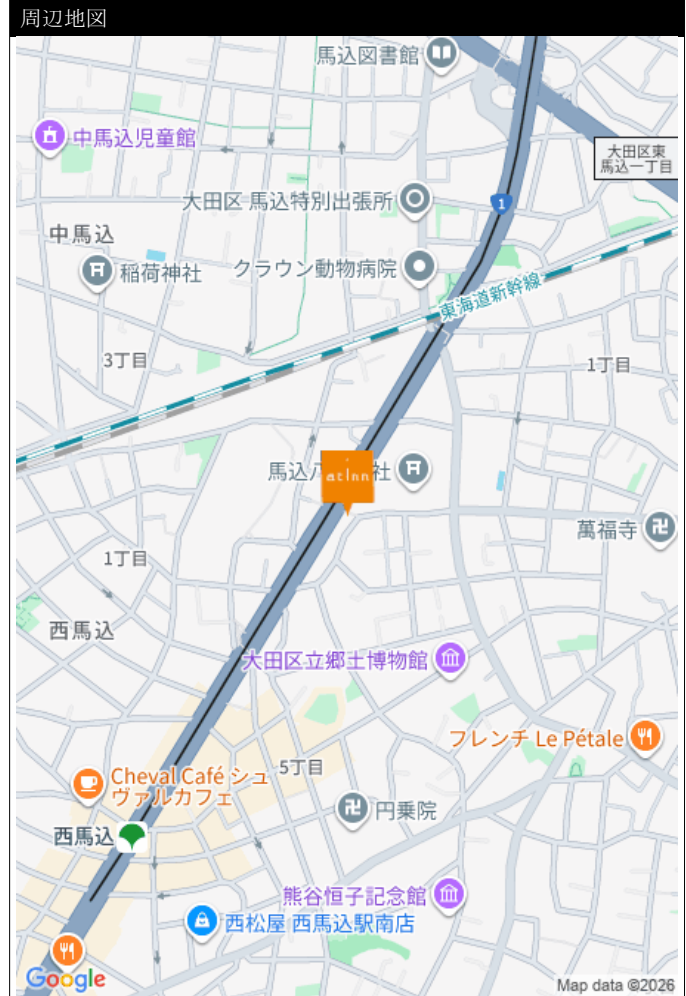 周辺地図
馬込図書館
中馬込児童館
大田区東
馬込一丁目
大田区 馬込特別出張所
1
中馬込
稲荷神社
クラウン動物病院
東海道新幹線
3丁目
1丁目
馬込八
社
at inn
萬福寺
1丁目
西馬込
大田区立郷土博物館
フレンチ Le Pétale
5丁目
Cheval Café シュ
ヴァルカフェ
円乗院
西馬込
熊谷恒子記念館
西松屋 西馬込駅南店
Google
Map data ©2026